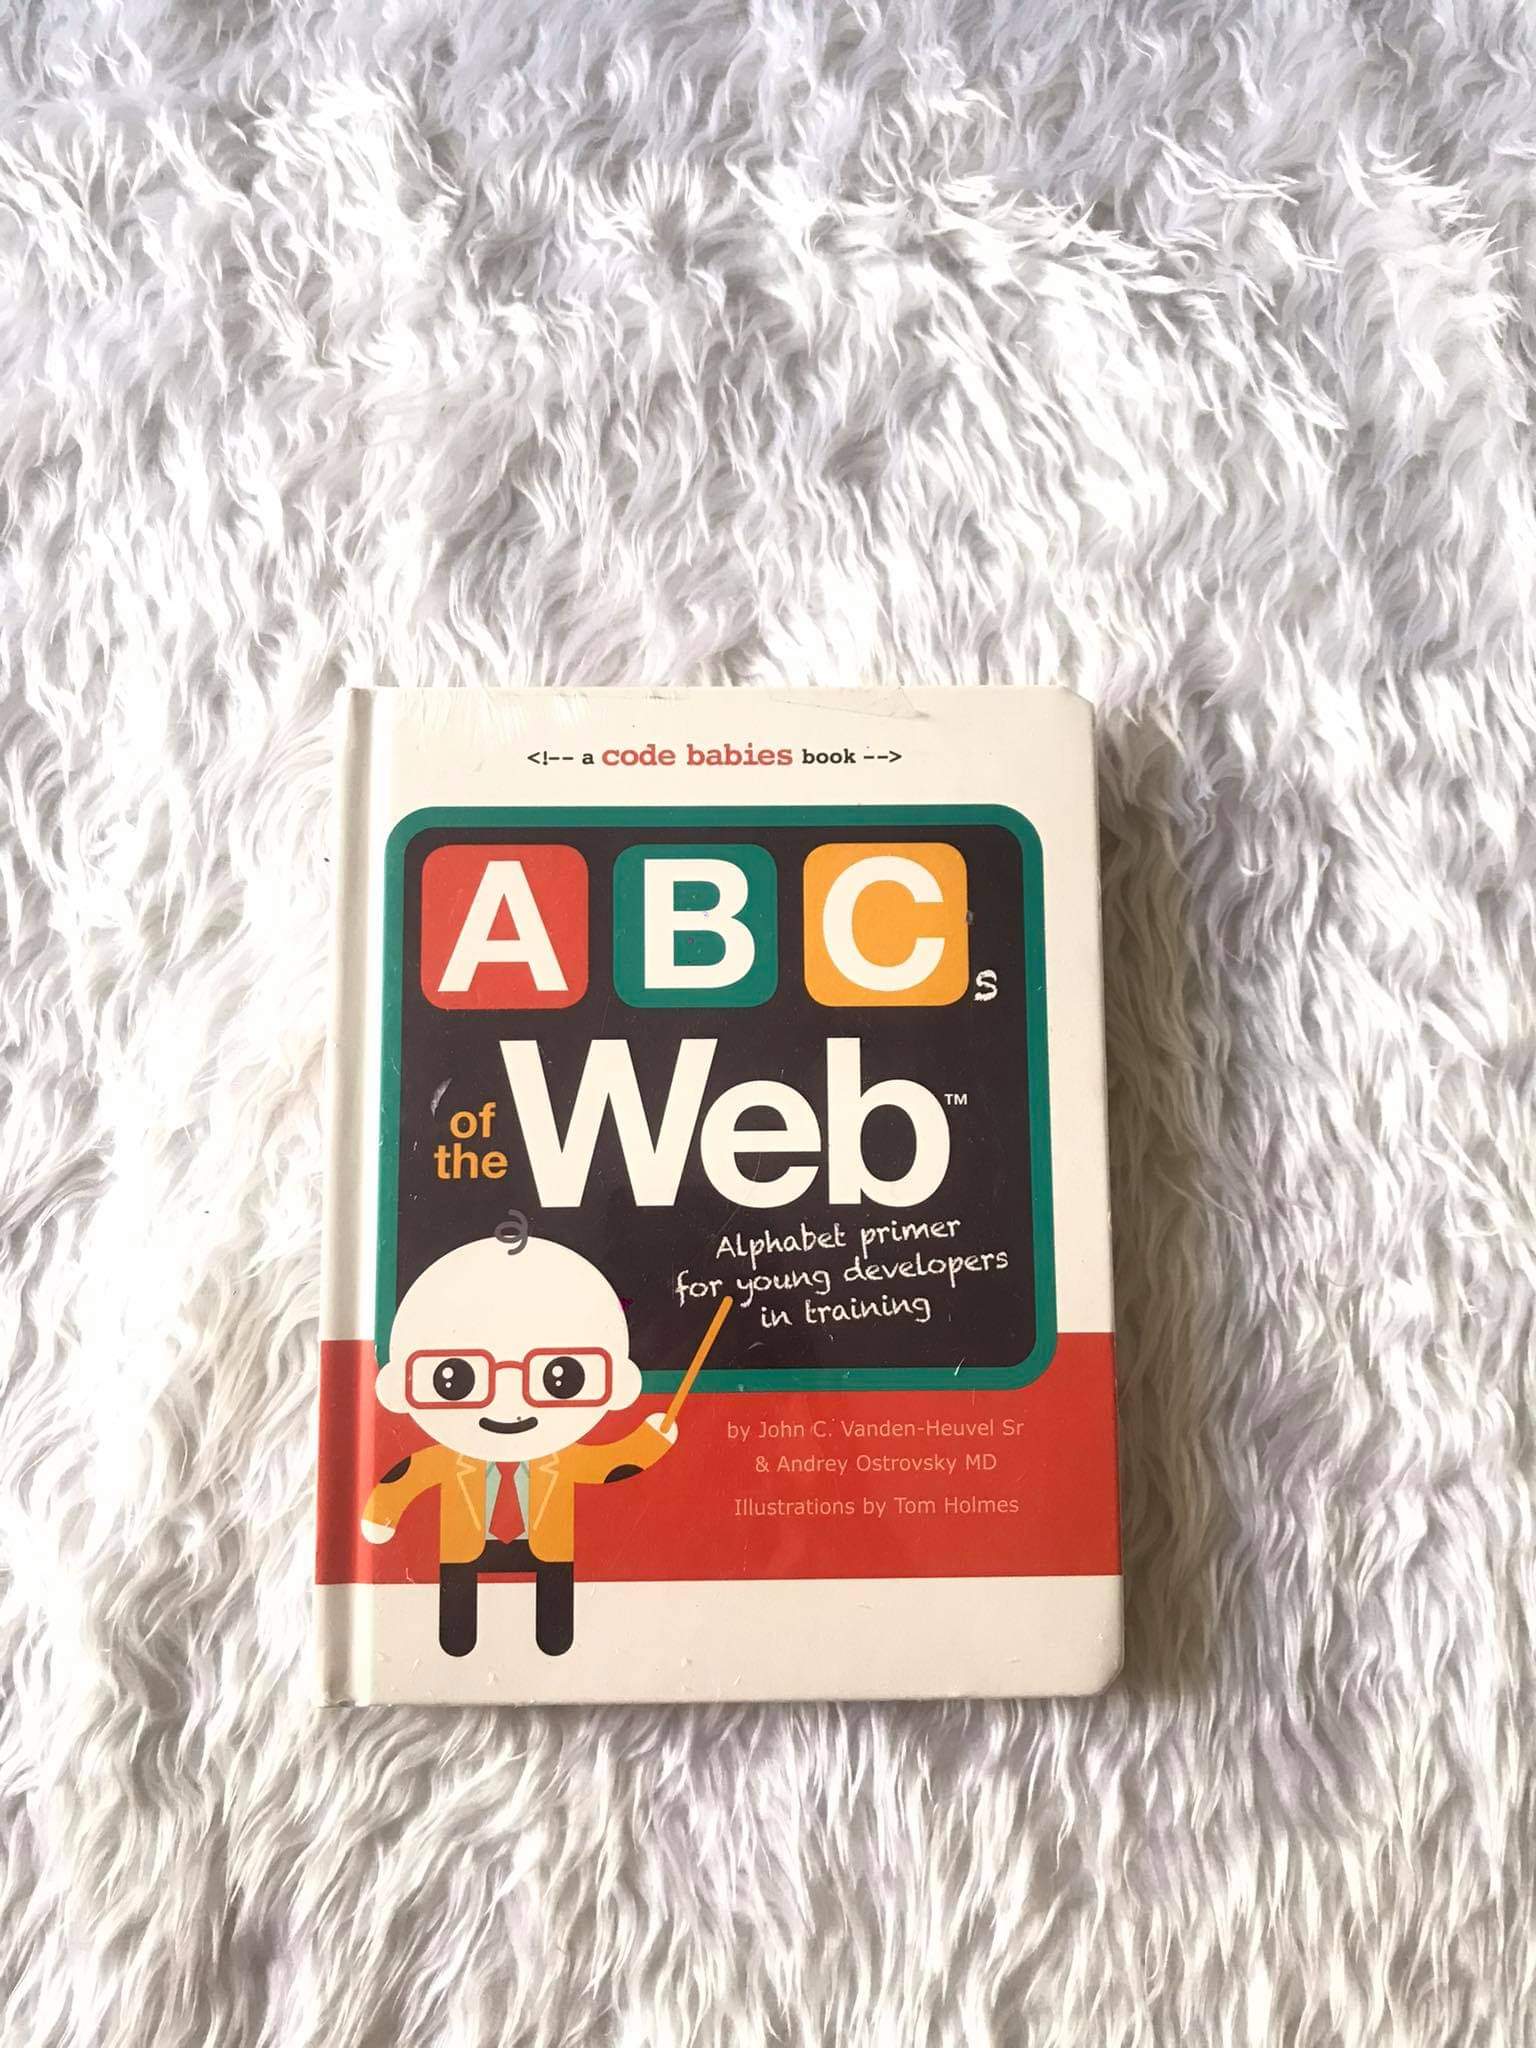 <!-- a code babies book -->
A B Cs
of the Web™
Alphabet primer
for young developers
in training
by John C. Vanden-Heuvel Sr
& Andrey Ostrovsky MD
Illustrations by Tom Holmes